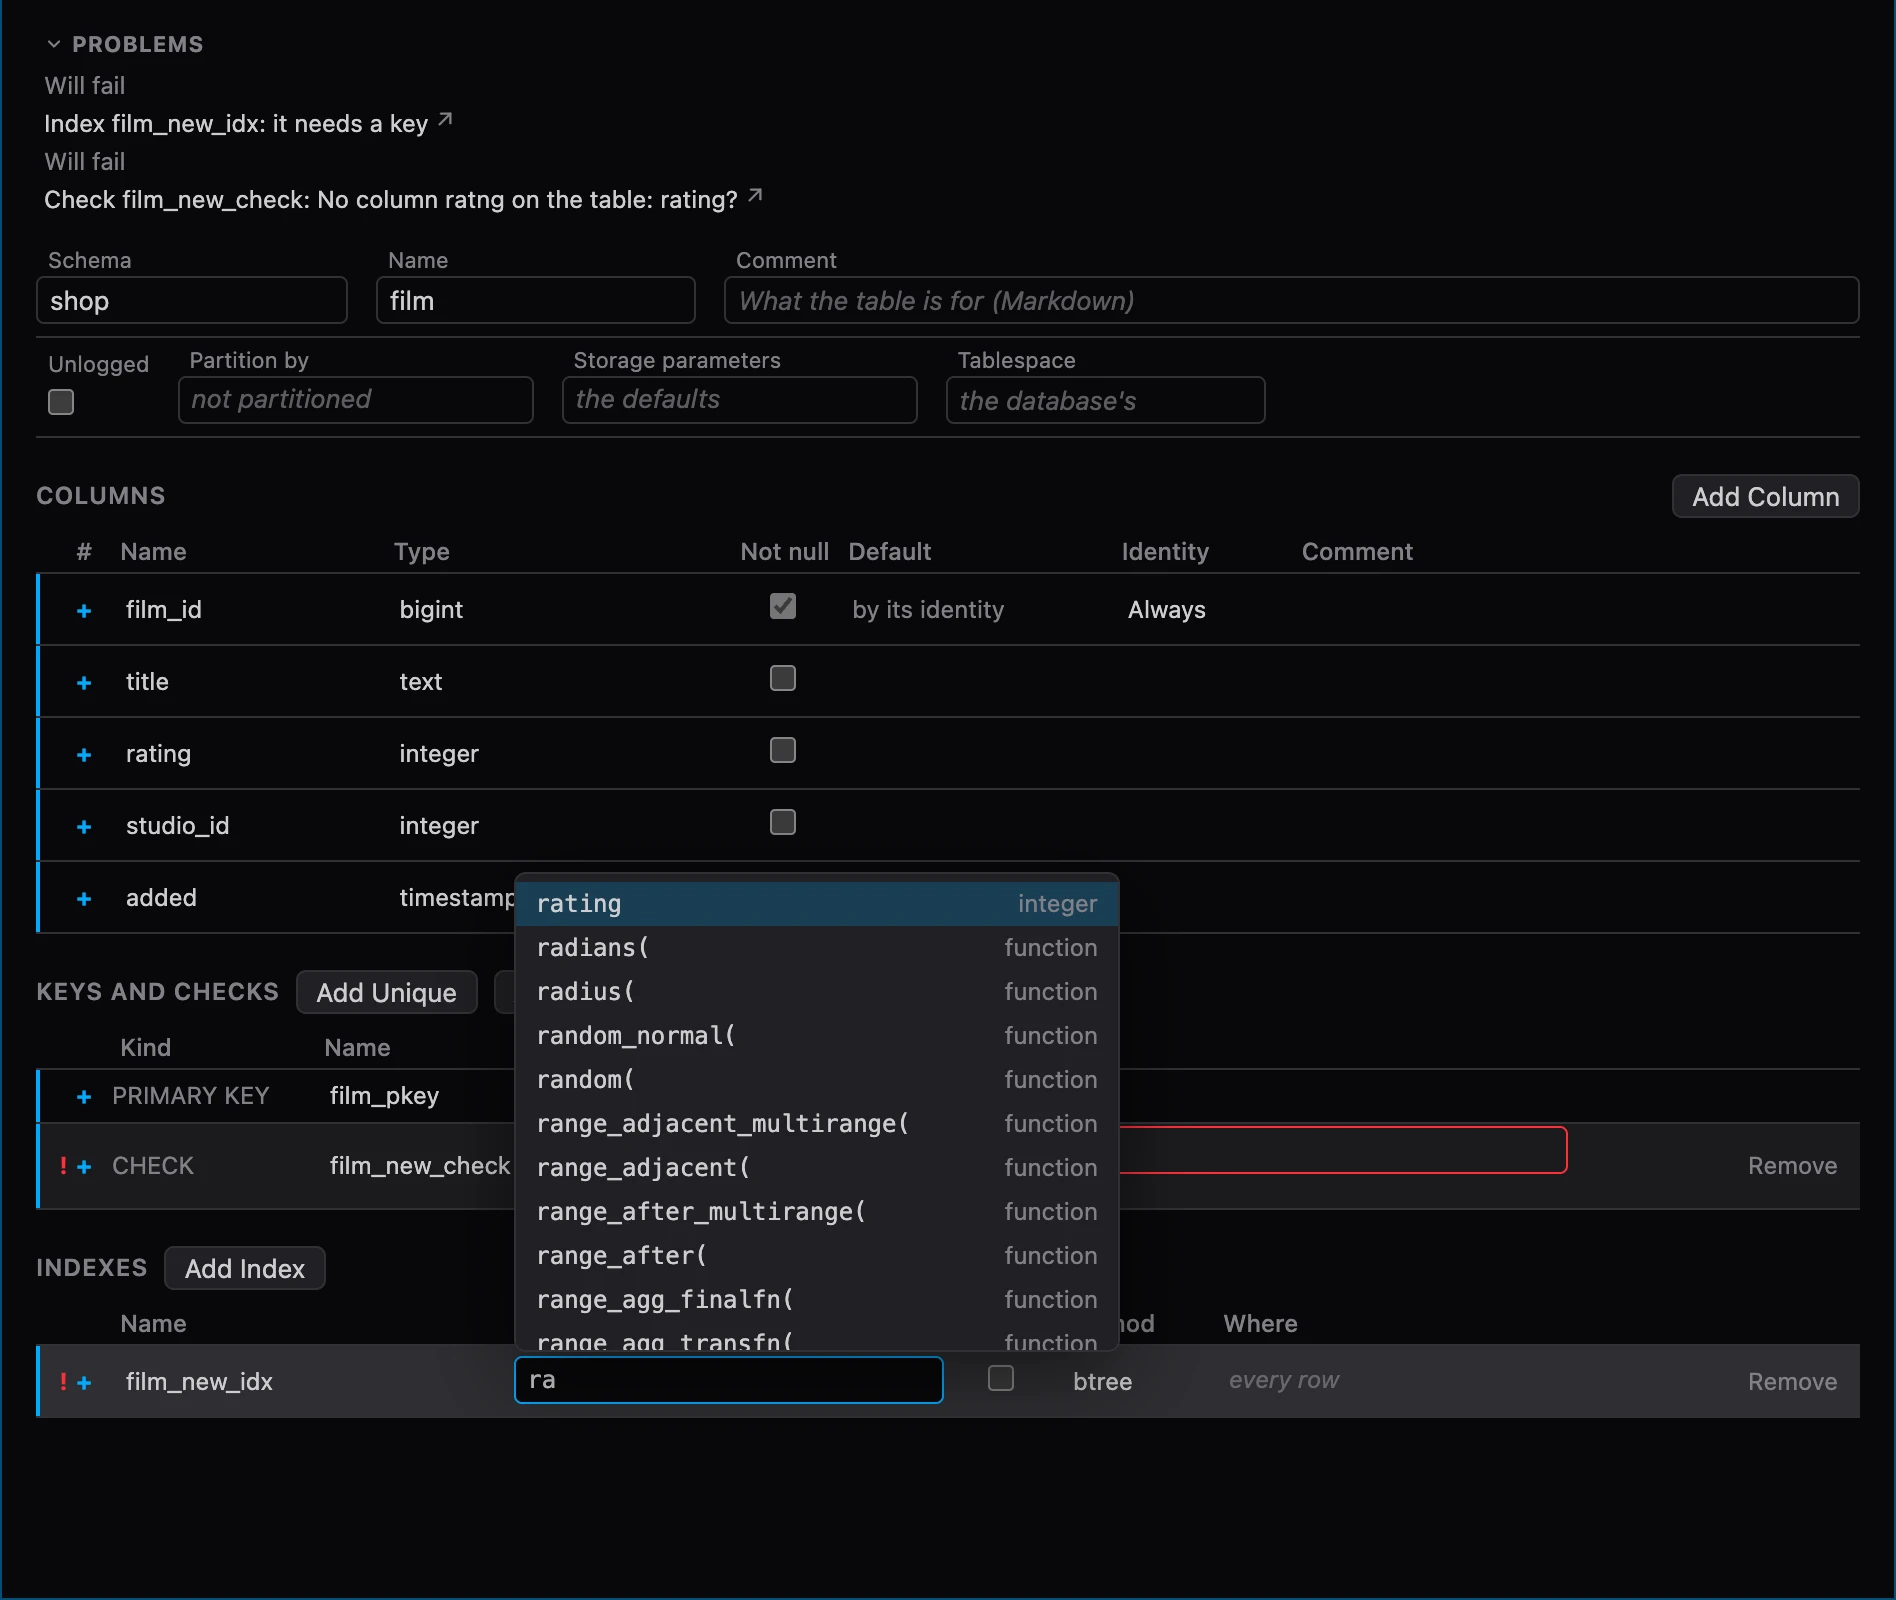 PROBLEMS
Will fail
Index film_new_idx: it needs a key ↗
Will fail
Check film_new_check: No column ratng on the table: rating? ↗
Schema Name Comment
shop film What the table is for (Markdown)
Unlogged Partition by Storage parameters Tablespace
not partitioned the defaults the database's
COLUMNS Add Column
# Name Type Not null Default Identity Comment
+ film_id bigint by its identity Always
+ title text
+ rating integer
+ studio_id integer
+ added timestamp
rating integer
radians( function
radius( function
random_normal( function
random( function
range_adjacent_multirange( function
range_adjacent( function
range_after_multirange( function
range_after( function
range_agg_finalfn( function
range_agg_transfn( function
KEYS AND CHECKS Add Unique
Kind Name
+ PRIMARY KEY film_pkey
! + CHECK film_new_check Remove
INDEXES Add Index
Name Where
! + film_new_idx ra btree every row Remove